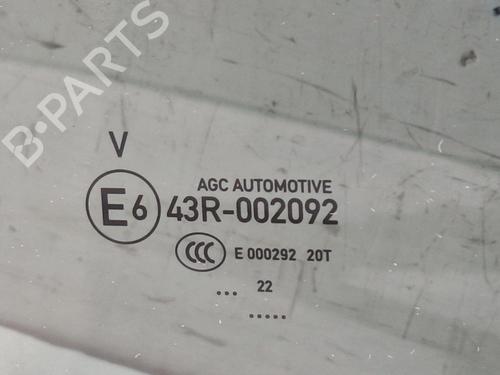 B-PARTS
V
AGC AUTOMOTIVE
E6 43R-002092
CCC E 000292 20T
... 22
.....